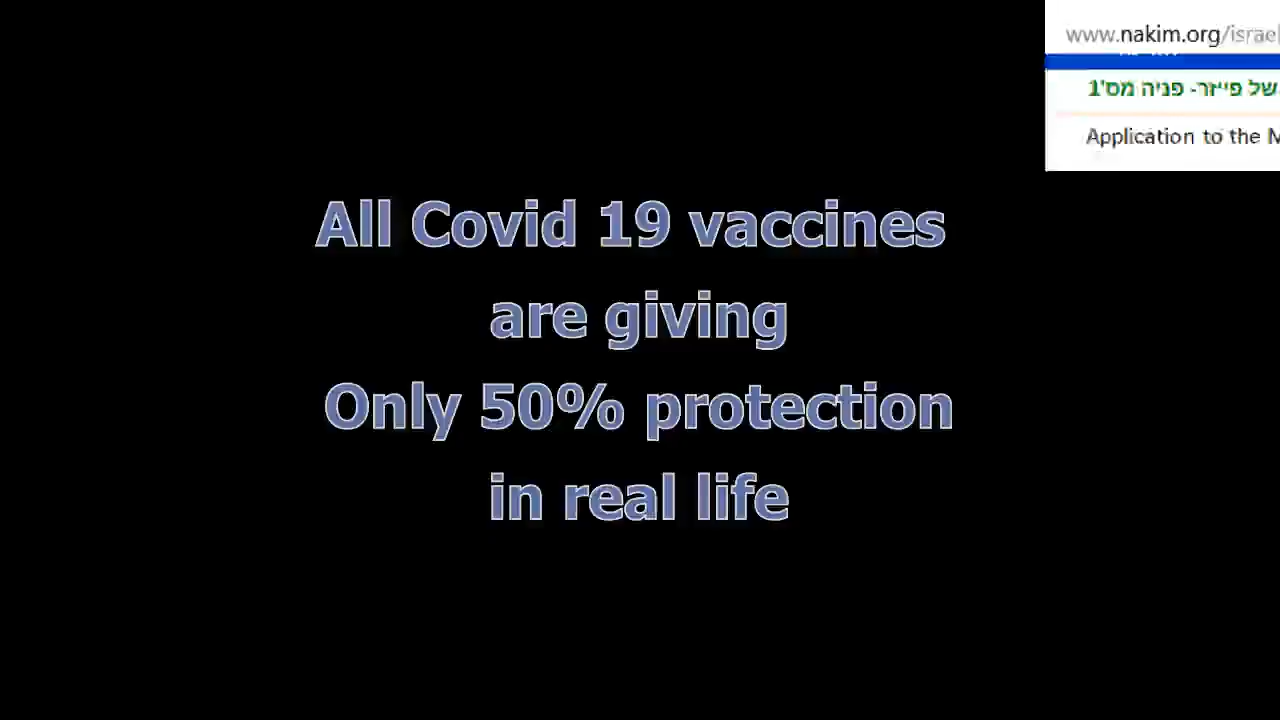 www.nakim.org/israel
של פייזר- פניה מס'1
Application to the M
All Covid 19 vaccines
are giving
Only 50% protection
in real life